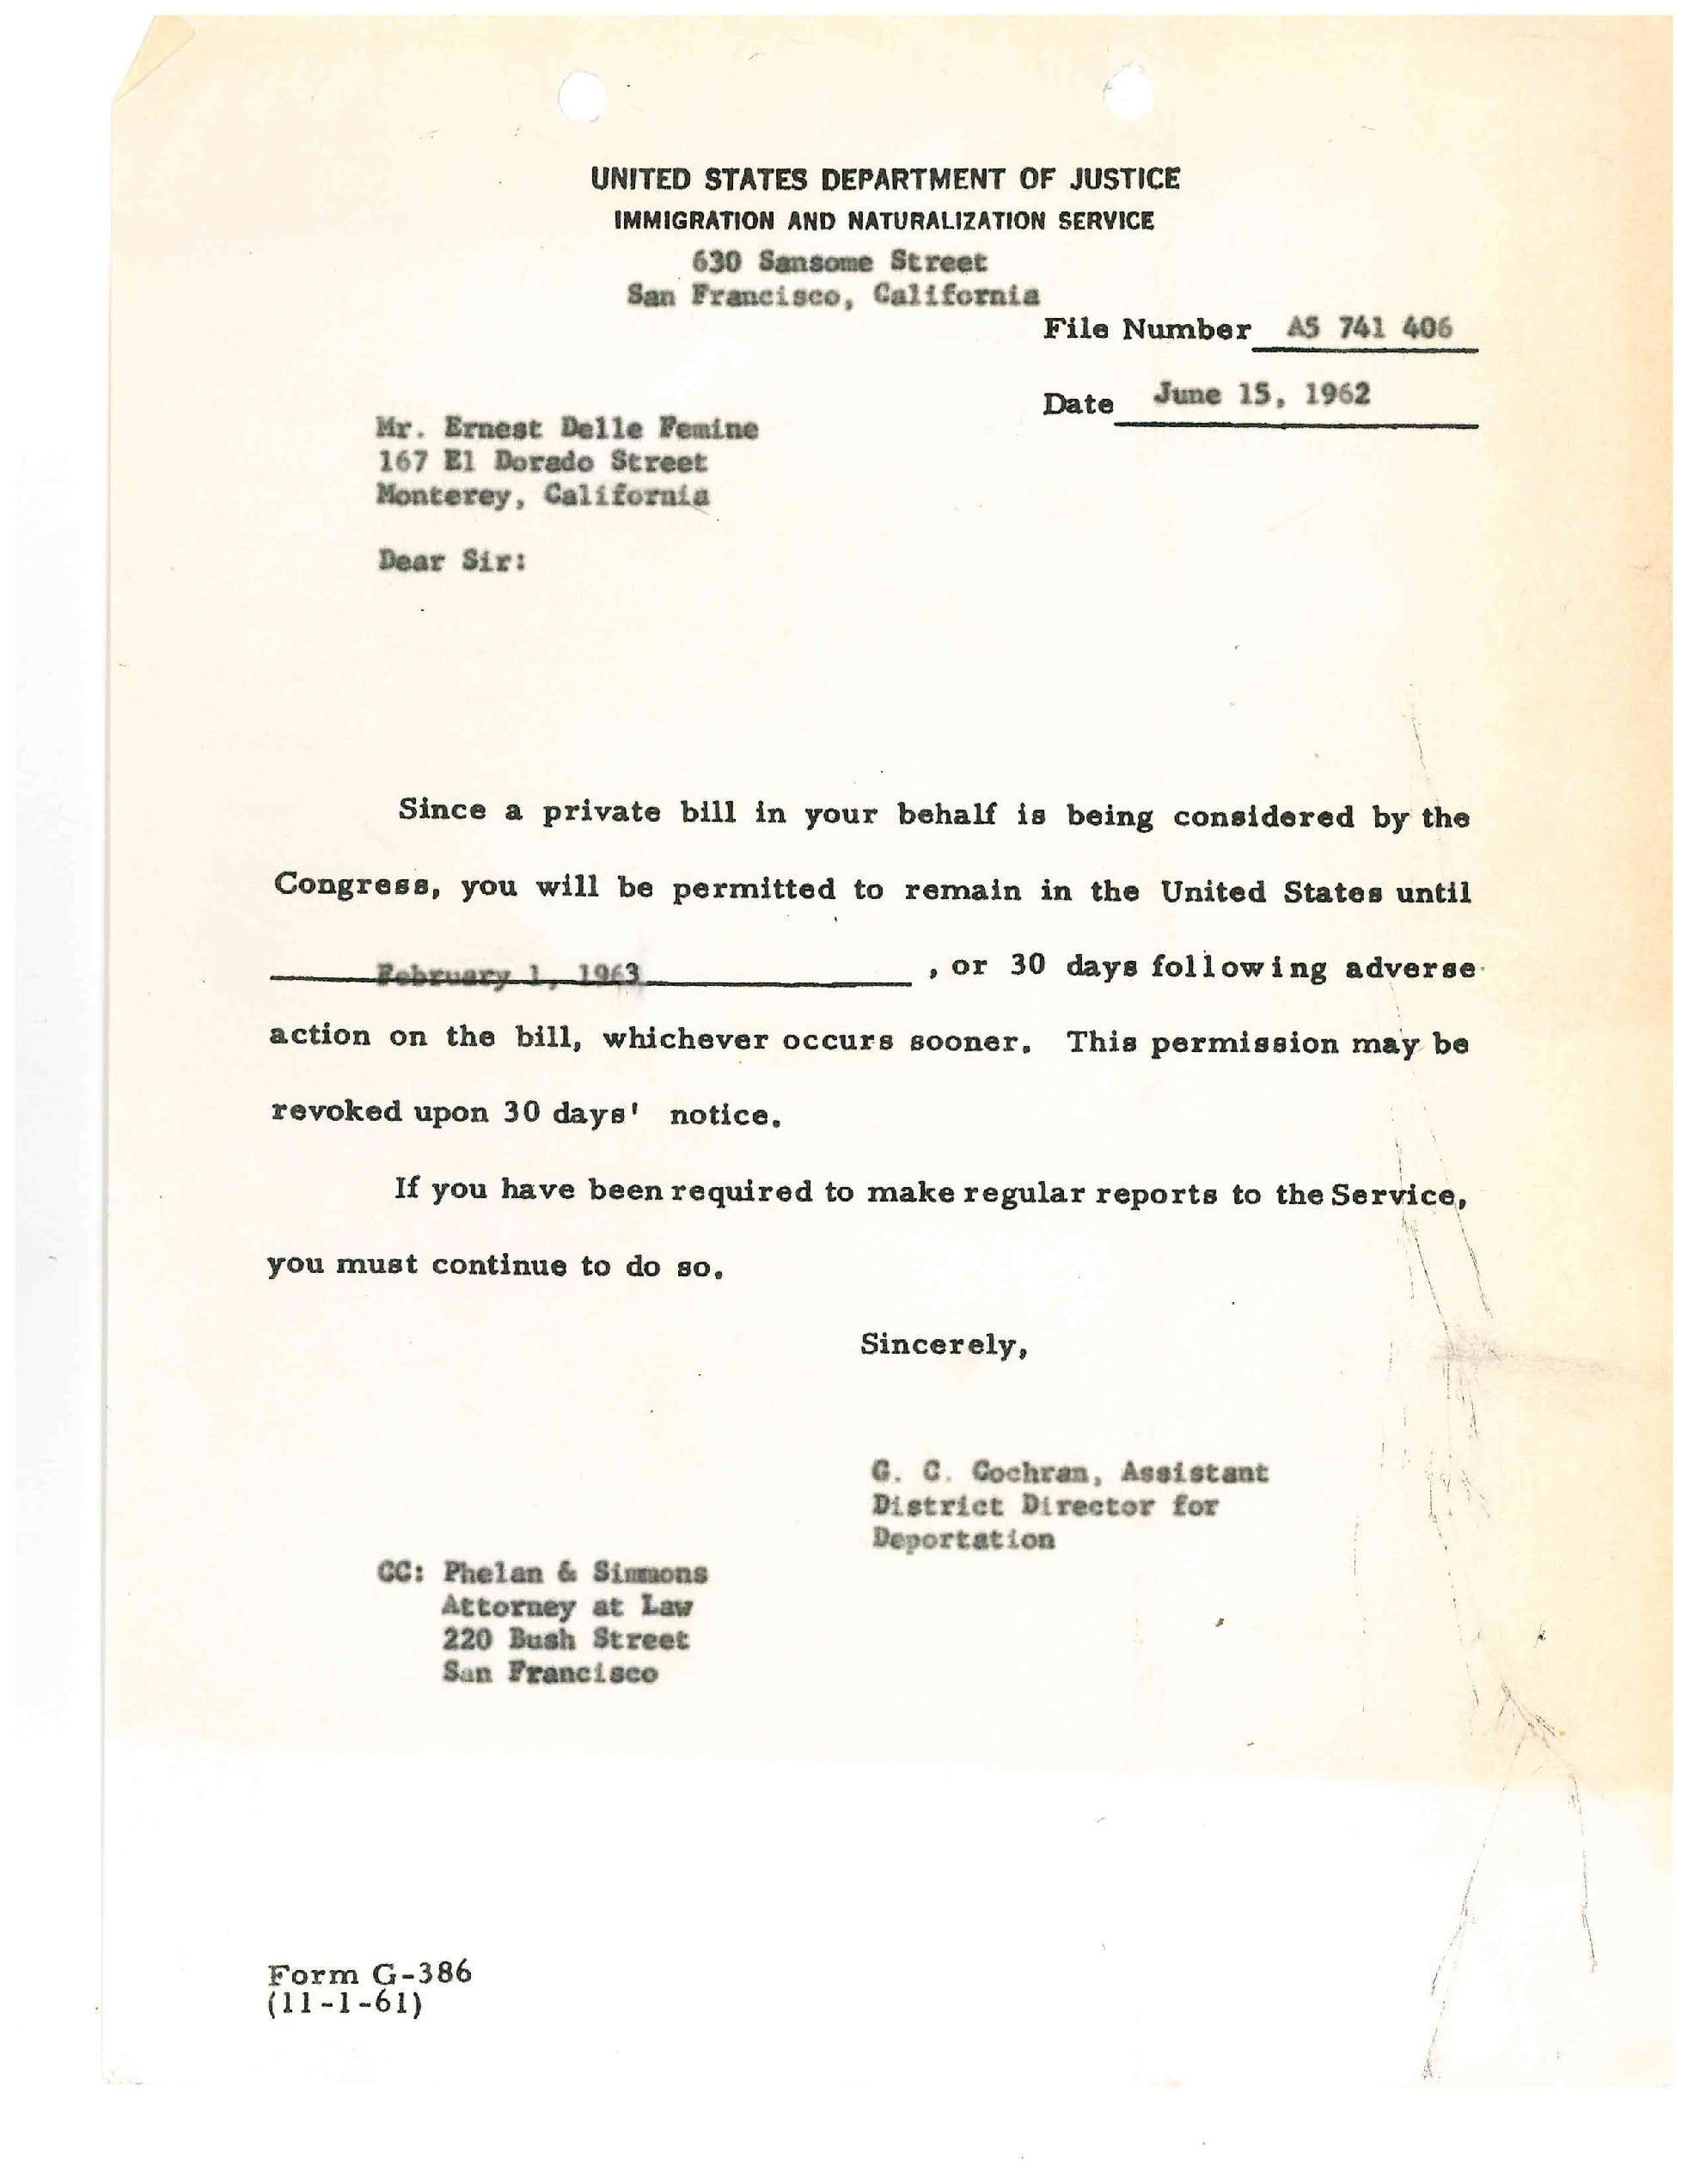 UNITED STATES DEPARTMENT OF JUSTICE
IMMIGRATION AND NATURALIZATION SERVICE
630 Sansome Street
San Francisco, California
File Number A5 741 406
Date June 15, 1962
Mr. Ernest Delle Femine
167 El Dorado Street
Monterey, California
Dear Sir:
Since a private bill in your behalf is being considered by the
Congress, you will be permitted to remain in the United States until
February 1, 1963 , or 30 days following adverse
action on the bill, whichever occurs sooner. This permission may be
revoked upon 30 days' notice.
If you have been required to make regular reports to the Service,
you must continue to do so.
Sincerely,
G. C. Cochran, Assistant
District Director for
Deportation
CC: Phelan & Simmons
Attorney at Law
220 Bush Street
San Francisco
Form G-386
(11-1-61)